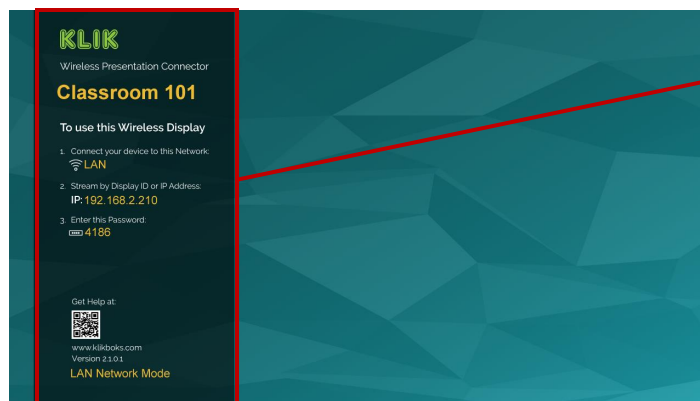 KLIK
Wireless Presentation Connector
Classroom 101
To use this Wireless Display
1. Connect your device to this Network:
LAN
2. Stream by Display ID or IP Address:
IP: 192.168.2.210
3. Enter this Password:
4186
Get Help at:
www.klikboks.com
Version 2.1.0.1
LAN Network Mode